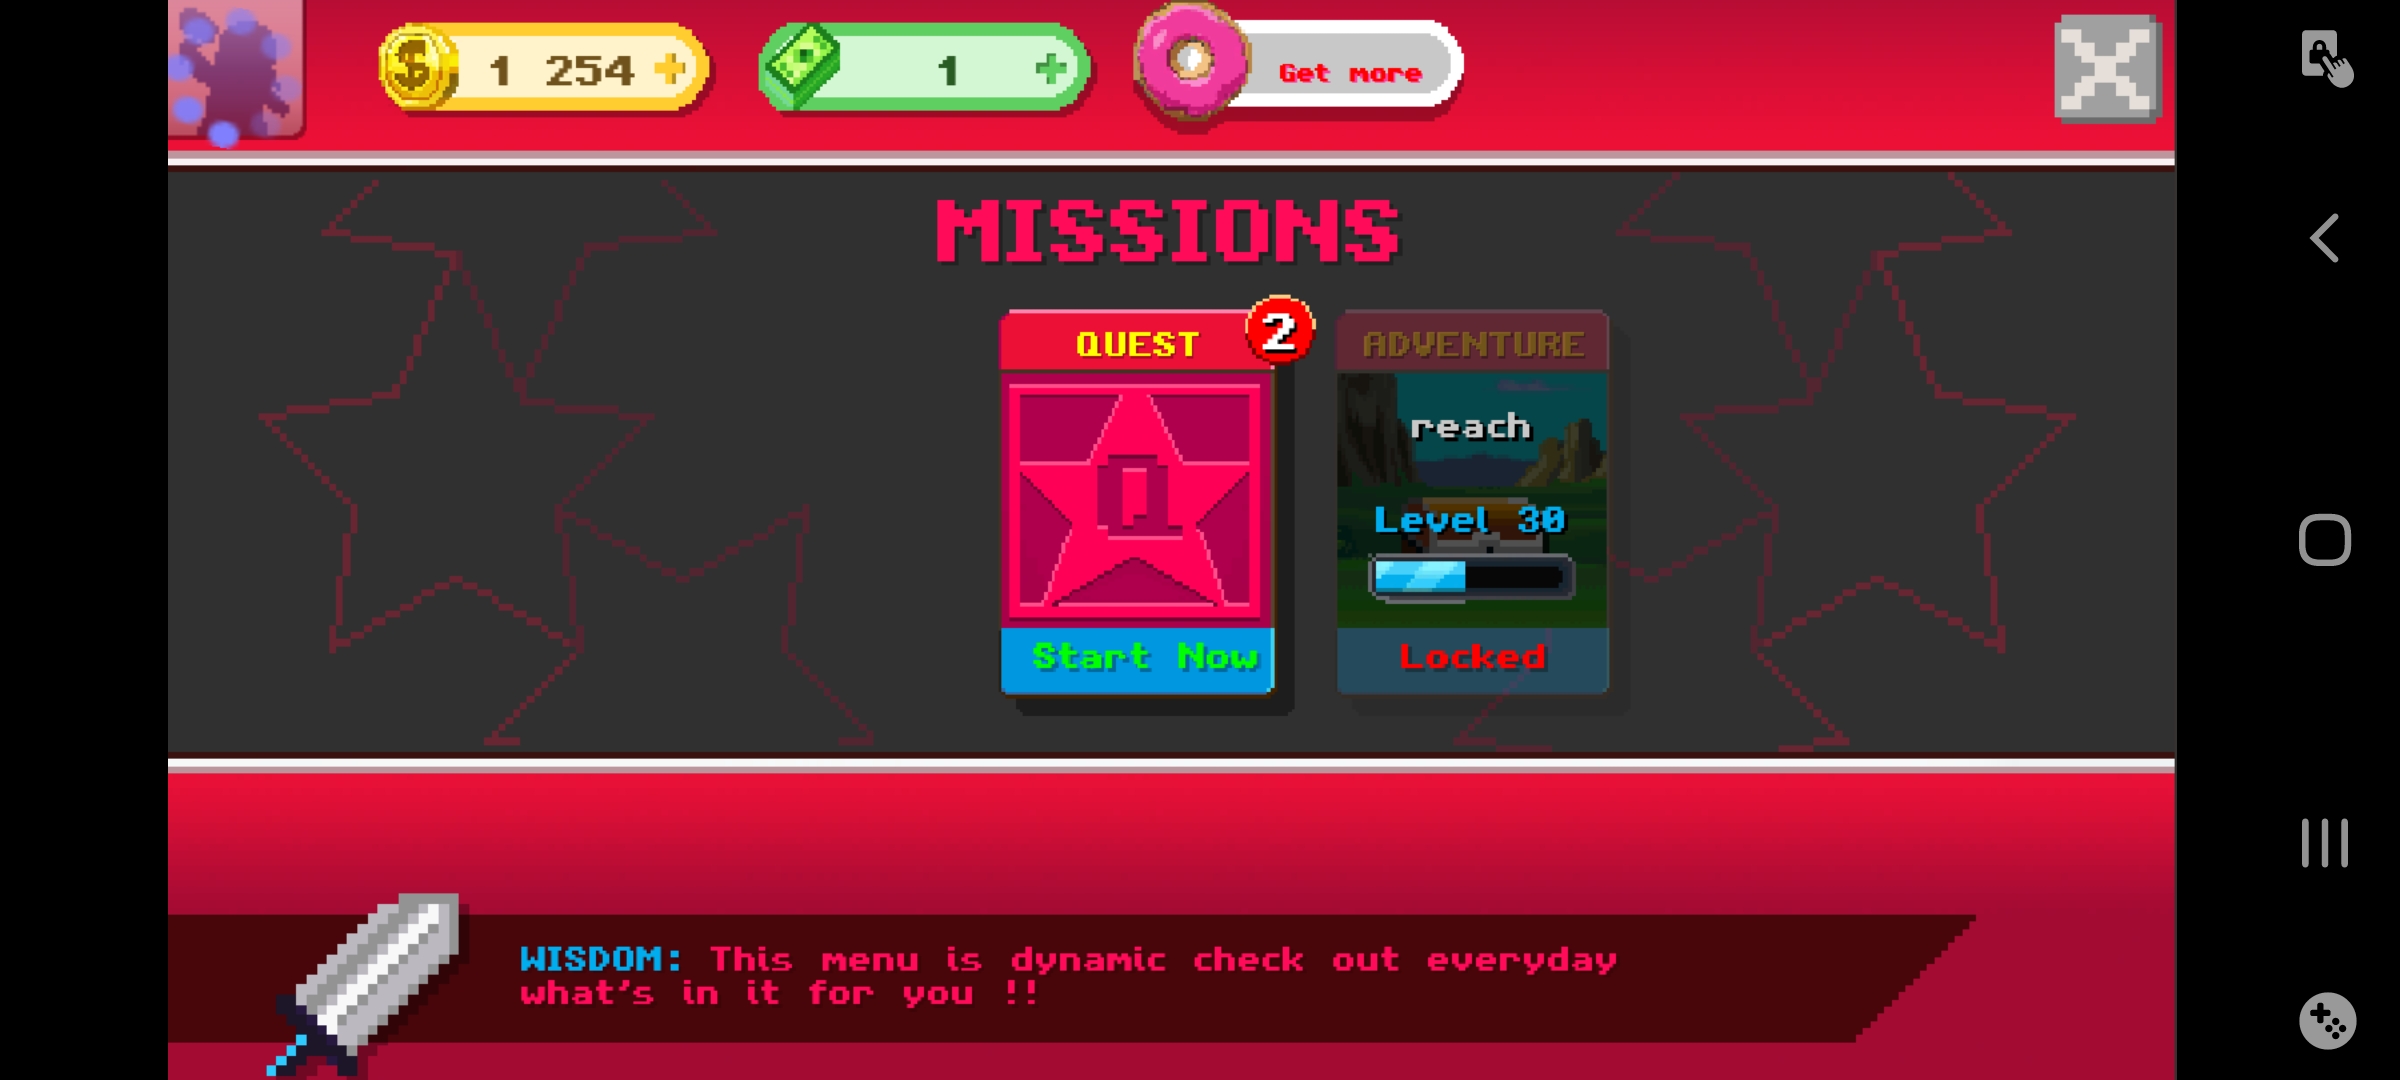 1 254 +
1 +
Get more
MISSIONS
QUEST
2
ADVENTURE
reach
Level 30
Start Now
Locked
WISDOM: This menu is dynamic check out everyday
what's in it for you !!